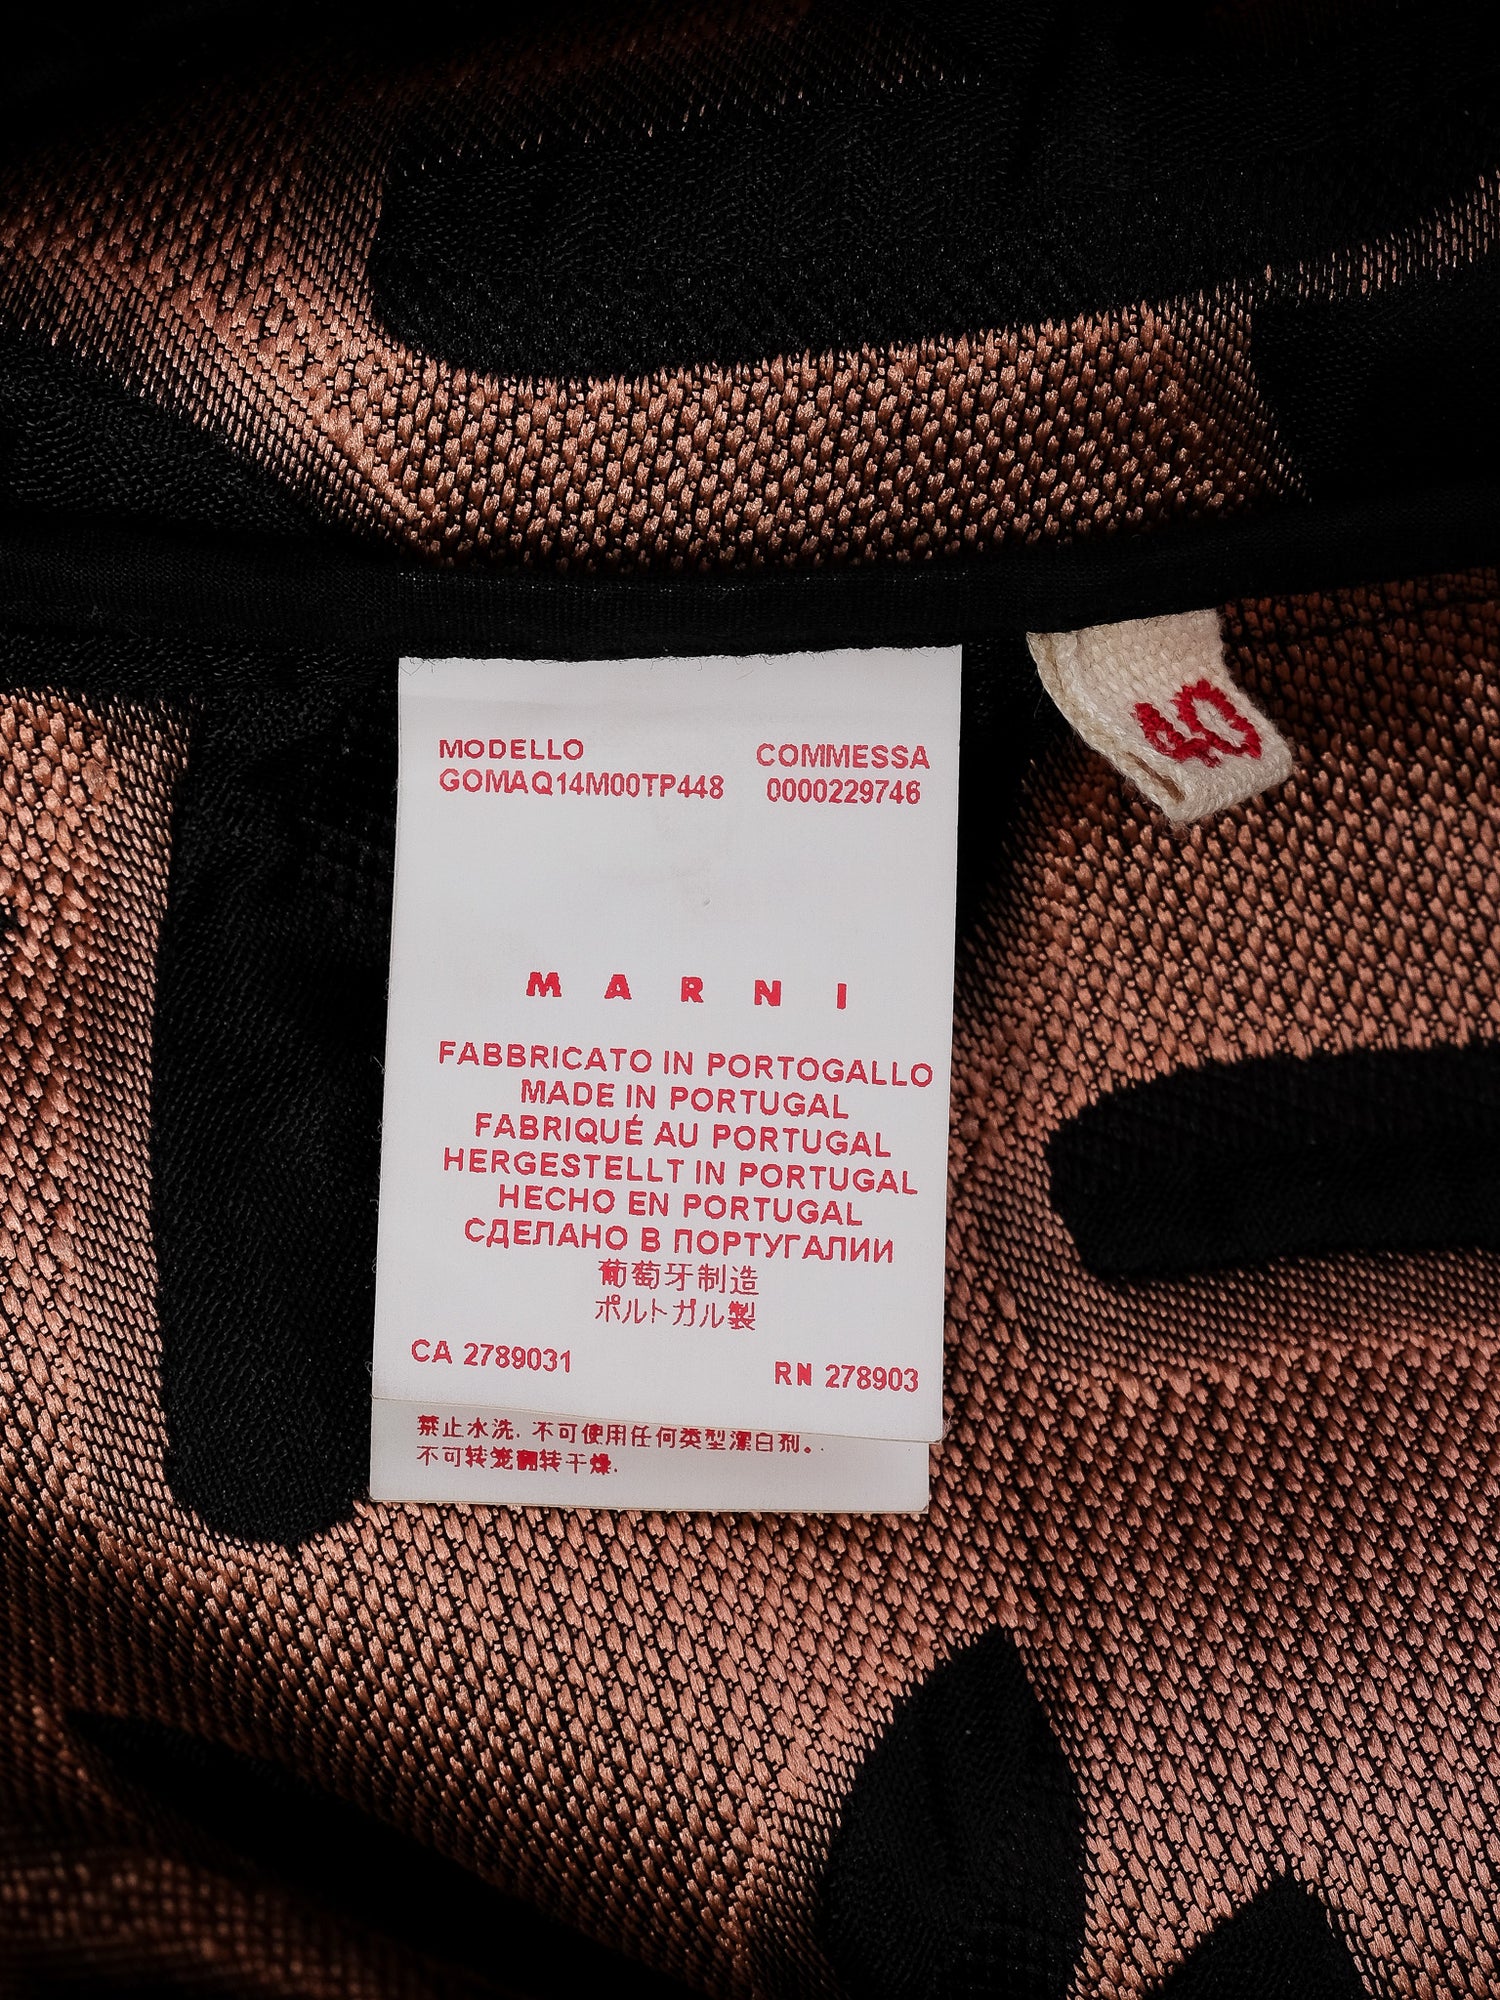 MODELLO COMMESSA
GOMAQ14M00TP448 0000229746
40
MARNI
FABBRICATO IN PORTOGALLO
MADE IN PORTUGAL
FABRIQUÉ AU PORTUGAL
HERGESTELLT IN PORTUGAL
HECHO EN PORTUGAL
СДЕЛАНО В ПОРТУГАЛИИ
葡萄牙制造
ポルトガル製
CA 2789031 RN 278903
禁止水洗. 不可使用任何类型漂白剂。
不可转笼翻转干燥.